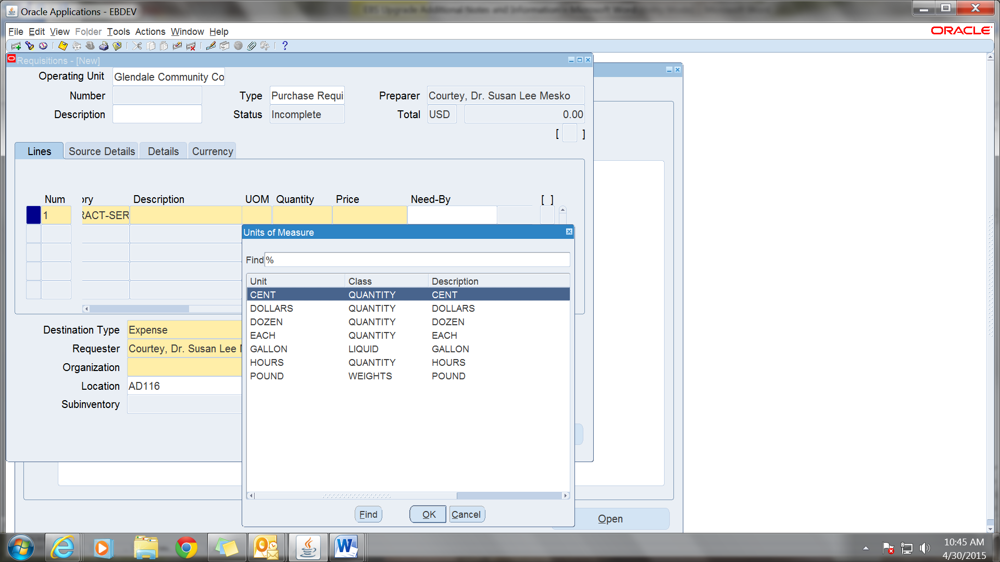 Oracle Applications - EBDEV
File Edit View Folder Tools Actions Window Help
ORACLE
Requisitions - [New]
Operating Unit Glendale Community Co
Number Type Purchase Requi Preparer Courtey, Dr. Susan Lee Mesko
Description Status Incomplete Total USD 0.00
[ ]
Lines Source Details Details Currency
Num ory Description UOM Quantity Price Need-By [ ]
1 RACT-SER
Units of Measure
Find %
Unit Class Description
CENT QUANTITY CENT
DOLLARS QUANTITY DOLLARS
DOZEN QUANTITY DOZEN
EACH QUANTITY EACH
GALLON LIQUID GALLON
HOURS QUANTITY HOURS
POUND WEIGHTS POUND
Find OK Cancel
Destination Type Expense
Requester Courtey, Dr. Susan Lee M
Organization
Location AD116
Subinventory
Open
10:45 AM
4/30/2015